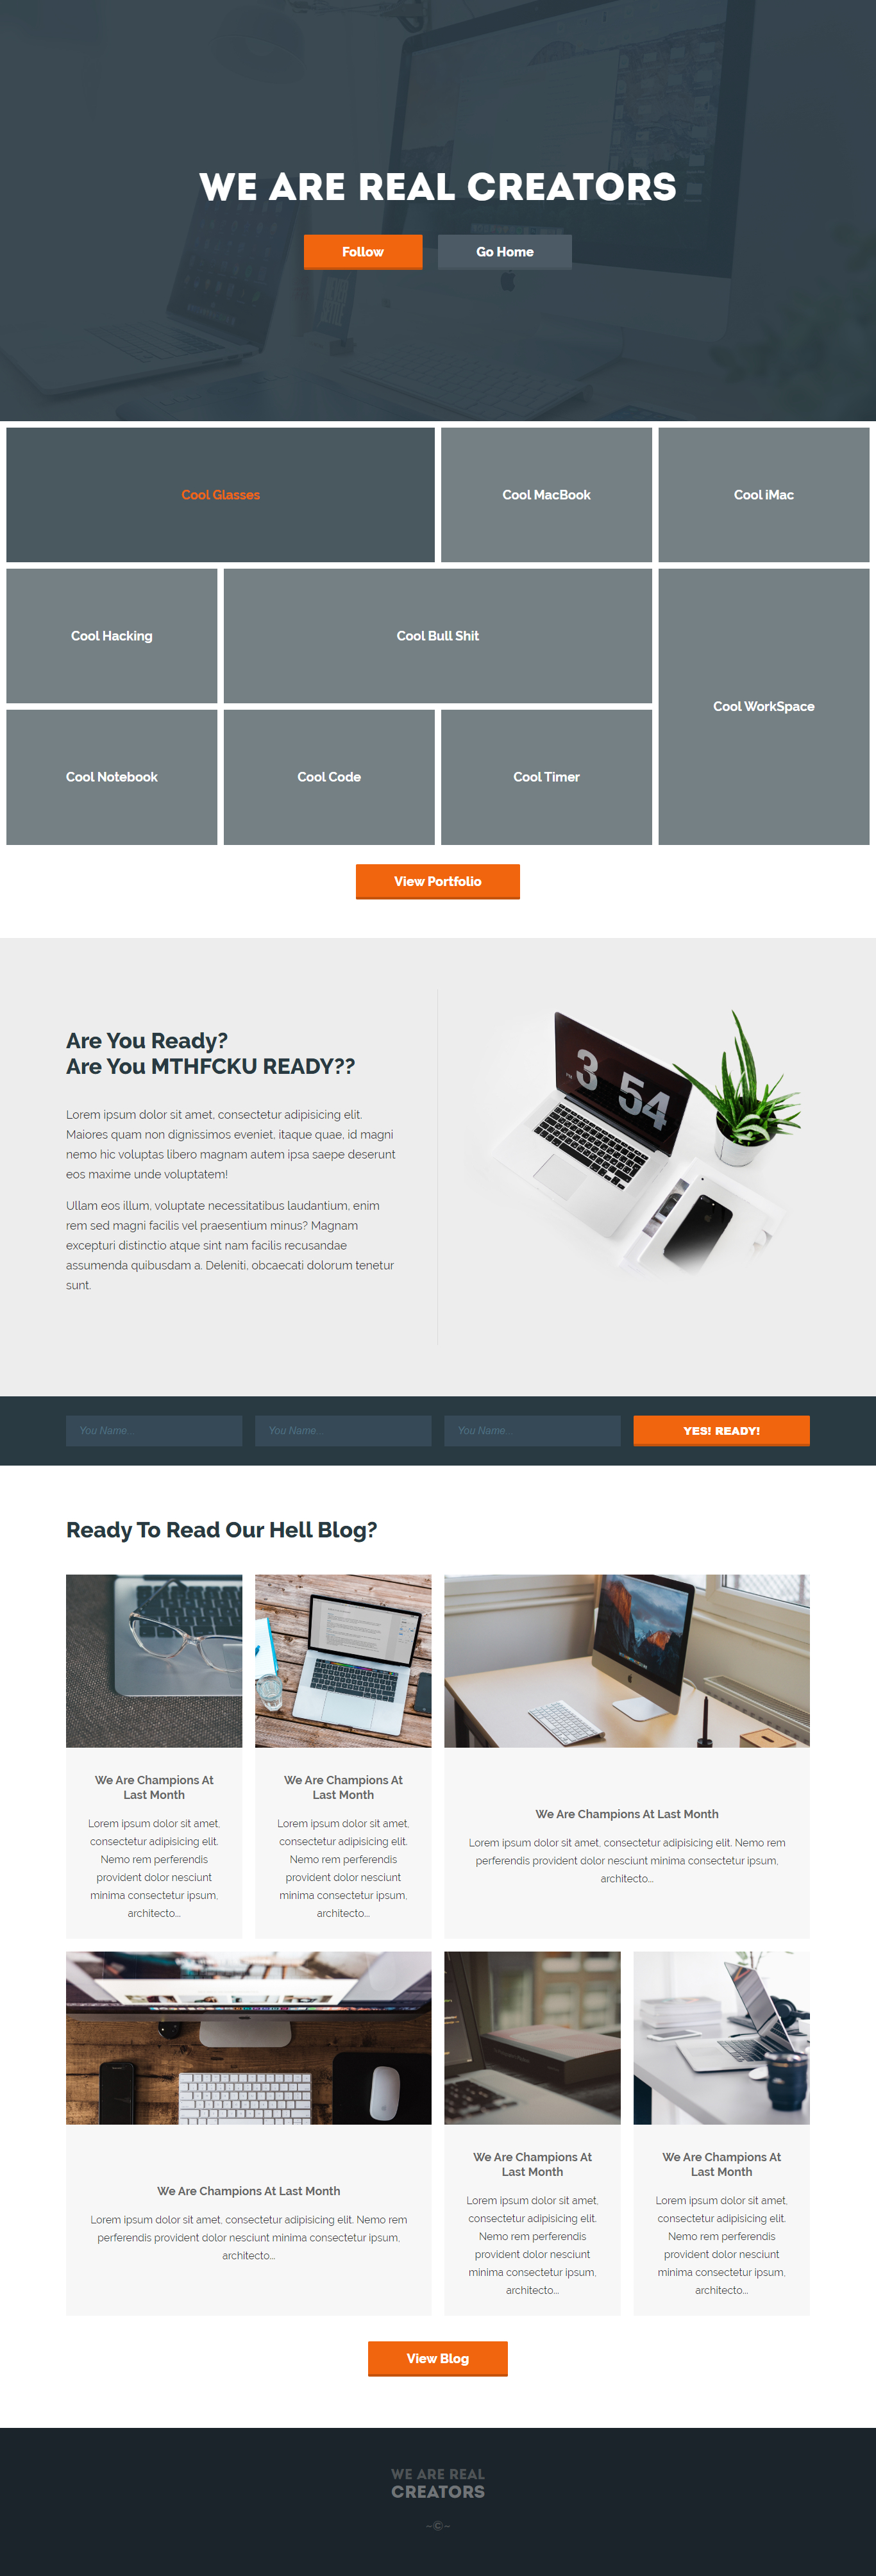 WE ARE REAL CREATORS
Follow
Go Home
Cool Glasses
Cool MacBook
Cool iMac
Cool Hacking
Cool Bull Shit
Cool WorkSpace
Cool Notebook
Cool Code
Cool Timer
View Portfolio
Are You Ready?
Are You MTHFCKU READY??
Lorem ipsum dolor sit amet, consectetur adipisicing elit.
Maiores quam non dignissimos eveniet, itaque quae, id magni
nemo hic voluptas libero magnam autem ipsa saepe deserunt
eos maxime unde voluptatem!
Ullam eos illum, voluptate necessitatibus laudantium, enim
rem sed magni facilis vel praesentium minus? Magnam
excepturi distinctio atque sint nam facilis recusandae
assumenda quibusdam a. Deleniti, obcaecati dolorum tenetur
sunt.
3 54
You Name...
You Name...
You Name...
YES! READY!
Ready To Read Our Hell Blog?
We Are Champions At
Last Month
Lorem ipsum dolor sit amet,
consectetur adipisicing elit.
Nemo rem perferendis
provident dolor nesciunt
minima consectetur ipsum,
architecto...
We Are Champions At
Last Month
Lorem ipsum dolor sit amet,
consectetur adipisicing elit.
Nemo rem perferendis
provident dolor nesciunt
minima consectetur ipsum,
architecto...
We Are Champions At Last Month
Lorem ipsum dolor sit amet, consectetur adipisicing elit. Nemo rem
perferendis provident dolor nesciunt minima consectetur ipsum,
architecto...
We Are Champions At Last Month
Lorem ipsum dolor sit amet, consectetur adipisicing elit. Nemo rem
perferendis provident dolor nesciunt minima consectetur ipsum,
architecto...
We Are Champions At
Last Month
Lorem ipsum dolor sit amet,
consectetur adipisicing elit.
Nemo rem perferendis
provident dolor nesciunt
minima consectetur ipsum,
architecto...
We Are Champions At
Last Month
Lorem ipsum dolor sit amet,
consectetur adipisicing elit.
Nemo rem perferendis
provident dolor nesciunt
minima consectetur ipsum,
architecto...
View Blog
WE ARE REAL
CREATORS
~©~